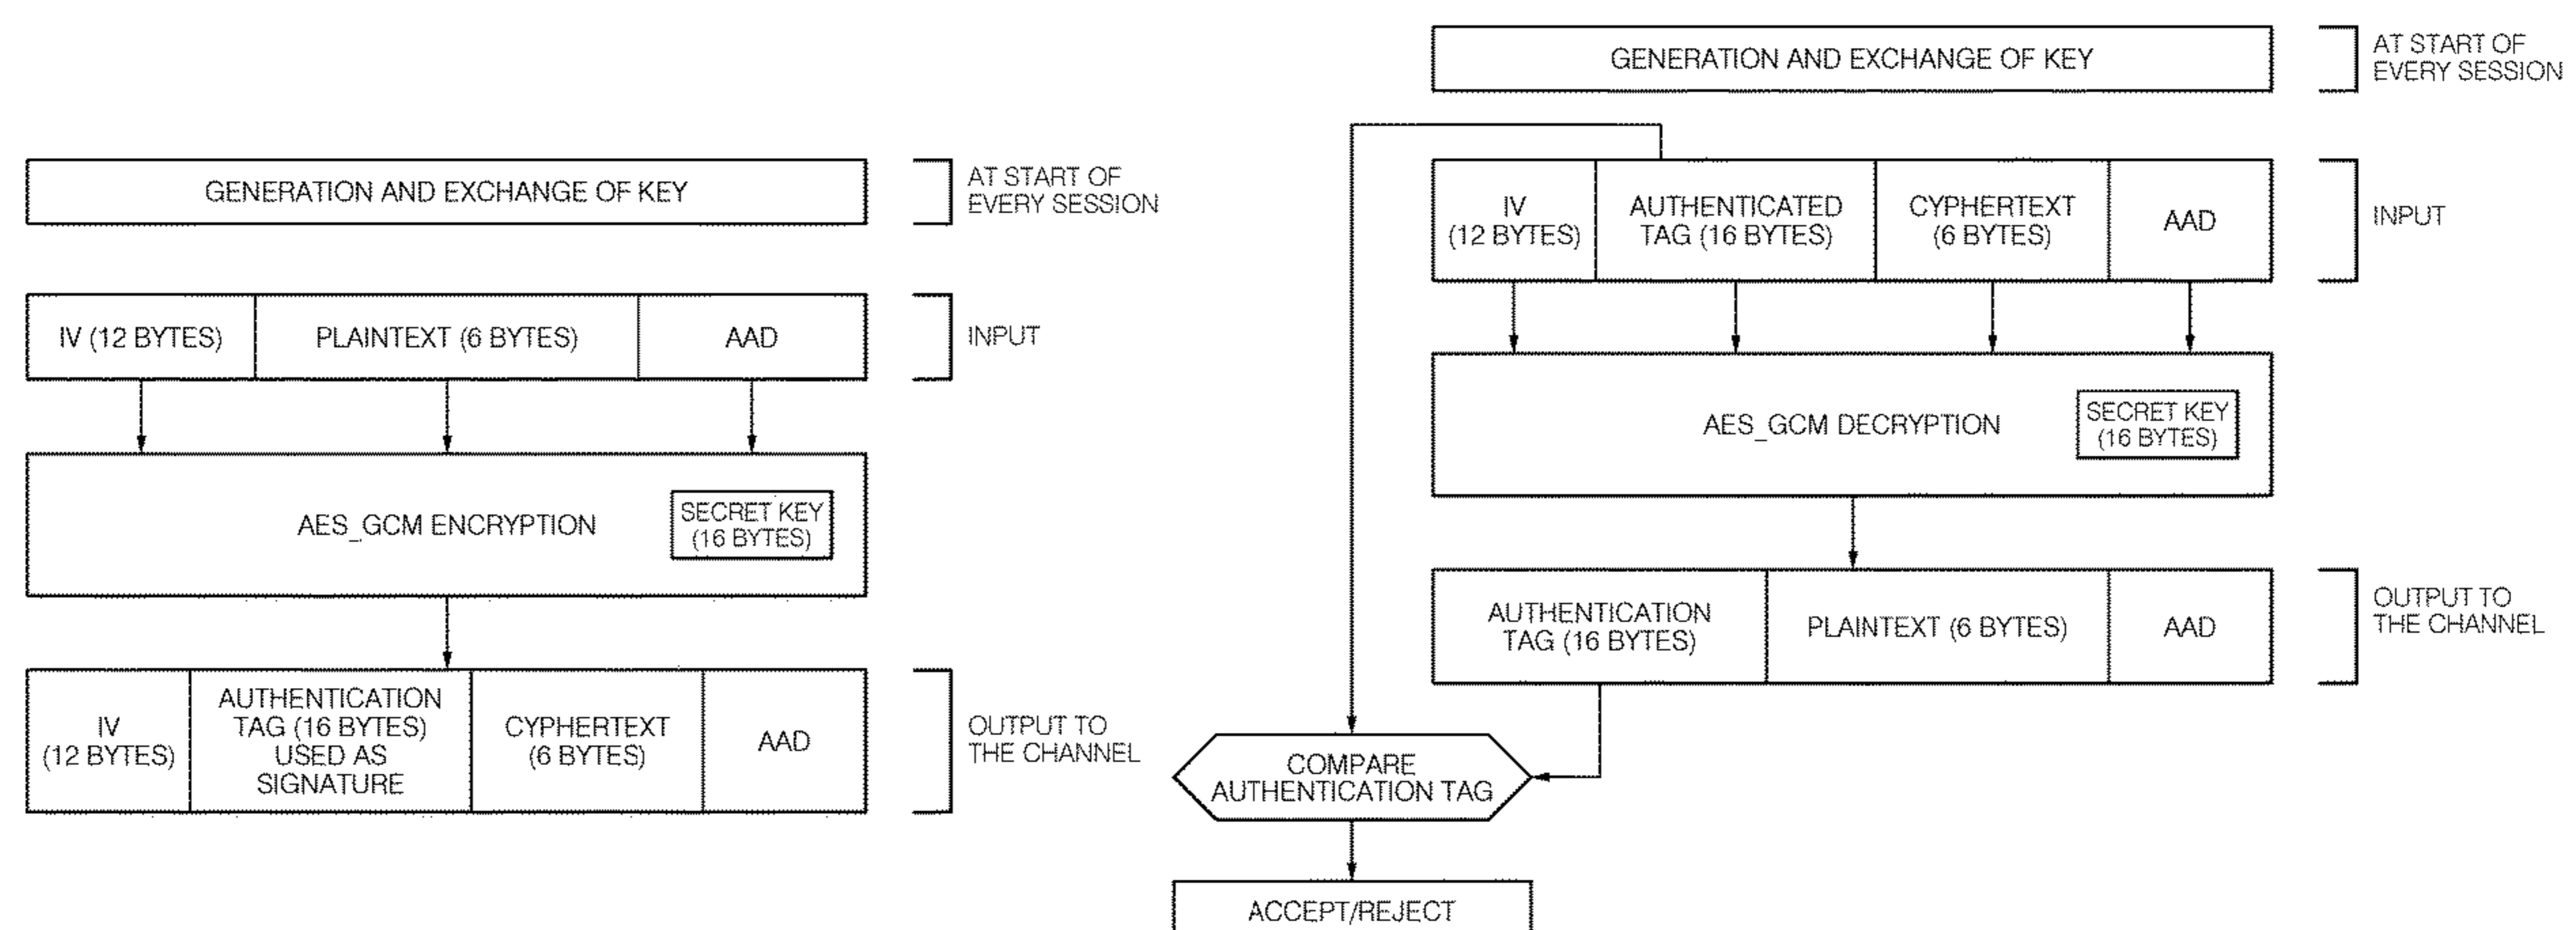 GENERATION AND EXCHANGE OF KEY
AT START OF
EVERY SESSION
IV (12 BYTES)
PLAINTEXT (6 BYTES)
AAD
INPUT
AES_GCM ENCRYPTION
SECRET KEY
(16 BYTES)
IV
(12 BYTES)
AUTHENTICATION
TAG (16 BYTES)
USED AS
SIGNATURE
CYPHERTEXT
(6 BYTES)
AAD
OUTPUT TO
THE CHANNEL
GENERATION AND EXCHANGE OF KEY
AT START OF
EVERY SESSION
IV
(12 BYTES)
AUTHENTICATED
TAG (16 BYTES)
CYPHERTEXT
(6 BYTES)
AAD
INPUT
AES_GCM DECRYPTION
SECRET KEY
(16 BYTES)
AUTHENTICATION
TAG (16 BYTES)
PLAINTEXT (6 BYTES)
AAD
OUTPUT TO
THE CHANNEL
COMPARE
AUTHENTICATION TAG
ACCEPT/REJECT